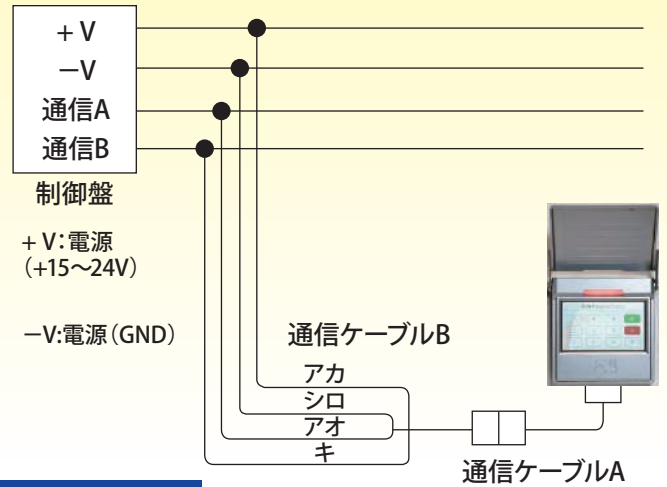 +V
−V
通信A
通信B
制御盤
+V：電源
（+15〜24V）
−V:電源（GND）
通信ケーブルB
アカ
シロ
アオ
キ
通信ケーブルA